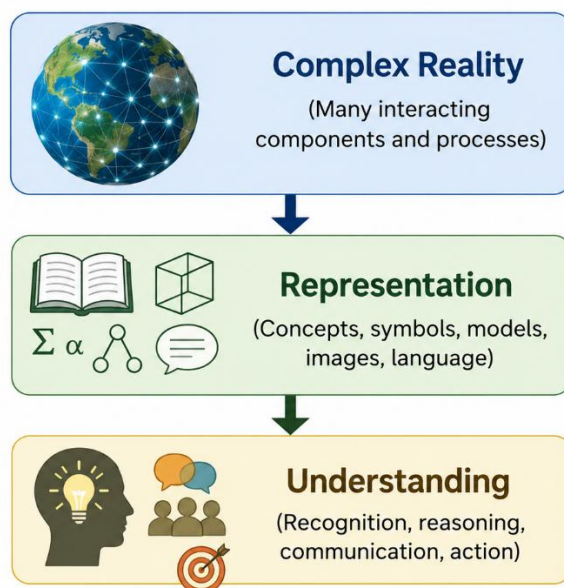 Complex Reality
(Many interacting
components and processes)
Σ α
Representation
(Concepts, symbols, models,
images, language)
Understanding
(Recognition, reasoning,
communication, action)